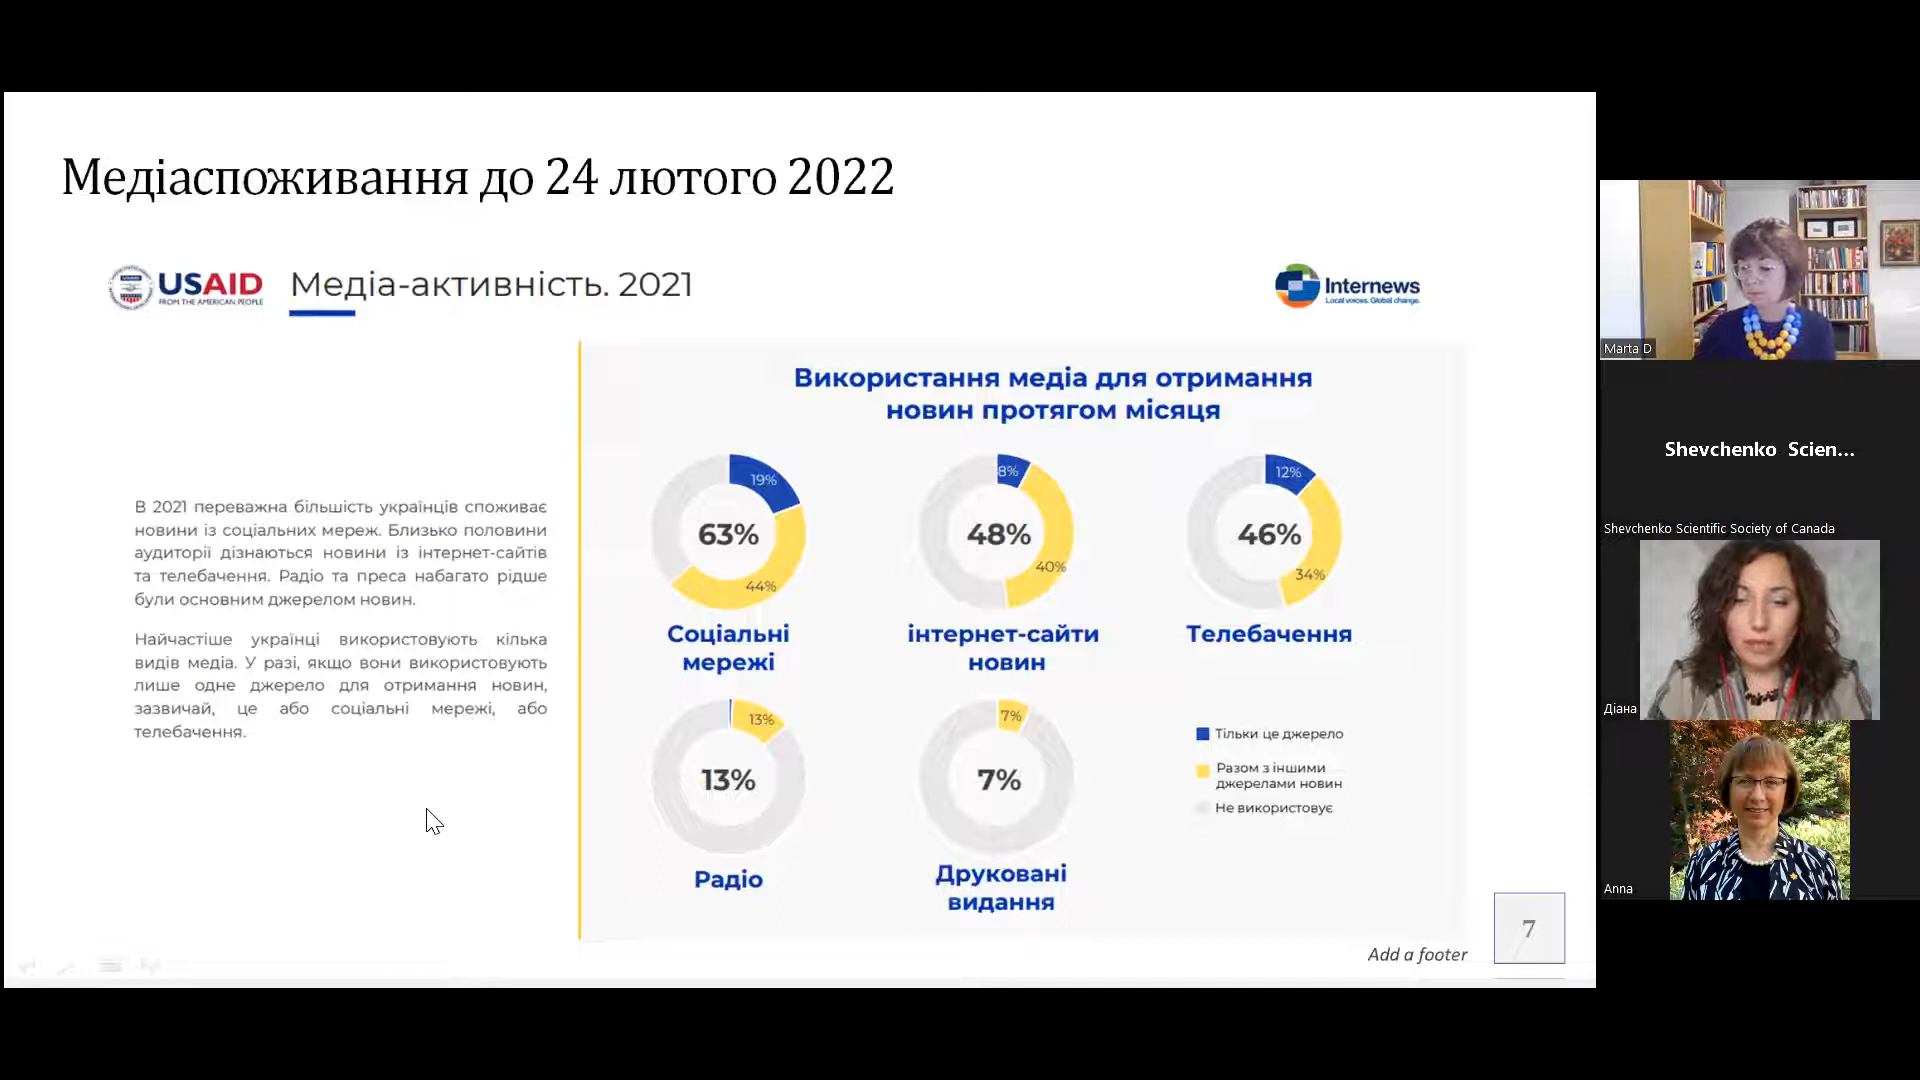 Медіаспоживання до 24 лютого 2022
USAID
FROM THE AMERICAN PEOPLE
Медіа-активність. 2021
Internews
Local voices. Global change.
В 2021 переважна більшість українців споживає
новини із соціальних мереж. Близько половини
аудиторії дізнаються новини із інтернет-сайтів
та телебачення. Радіо та преса набагато рідше
були основним джерелом новин.
Найчастіше українці використовують кілька
видів медіа. У разі, якщо вони використовують
лише одне джерело для отримання новин,
зазвичай, це або соціальні мережі, або
телебачення.
Використання медіа для отримання
новин протягом місяця
19%
63%
44%
Соціальні
мережі
8%
48%
40%
інтернет-сайти
новин
12%
46%
34%
Телебачення
13%
13%
Радіо
7%
7%
Друковані
видання
Тільки це джерело
Разом з іншими
джерелами новин
Не використовує
Add a footer
7
Marta D
Shevchenko Scien...
Shevchenko Scientific Society of Canada
Діана
Anna